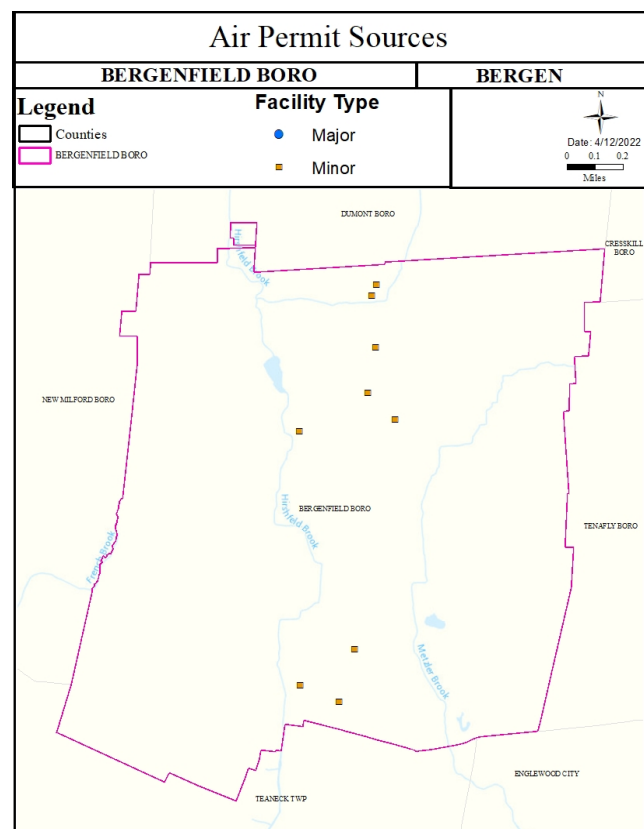 Air Permit Sources
BERGENFIELD BORO
BERGEN
Legend
Counties
BERGENFIELD BORO
Facility Type
Major
Minor
N
Date: 4/12/2022
0 0.1 0.2
Miles
DUMONT BORO
CRESSKILL
BORO
Hirshfeld Brook
NEW MILFORD BORO
BERGENFIELD BORO
Hirshfeld Brook
TENAFLY BORO
French Brook
Metzler Brook
ENGLEWOOD CITY
TEANECK TWP